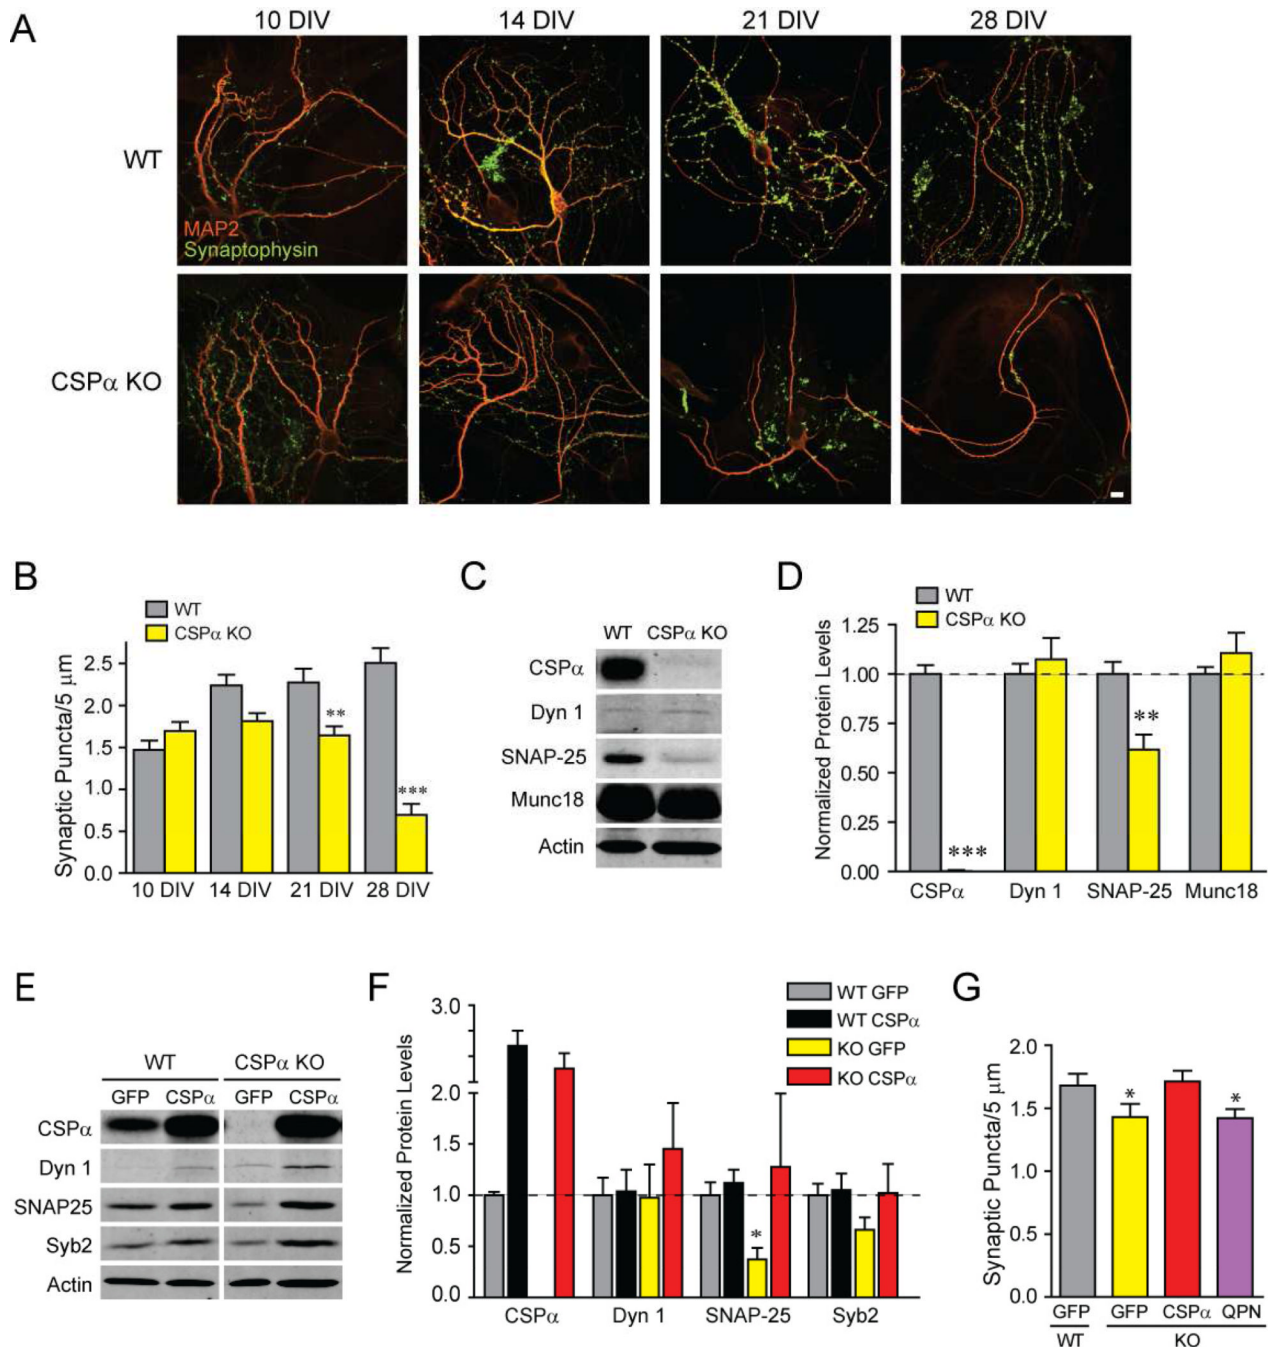 A
10 DIV 14 DIV 21 DIV 28 DIV
WT
MAP2
Synaptophysin
CSPα KO
B
WT
CSPα KO
Synaptic Puncta/5 μm
2.5
2.0
1.5
1.0
0.5
0.0
**
***
10 DIV 14 DIV 21 DIV 28 DIV
C
WT CSPα KO
CSPα
Dyn 1
SNAP-25
Munc18
Actin
D
WT
CSPα KO
Normalized Protein Levels
1.25
1.00
0.75
0.50
0.25
0.00
***
**
CSPα Dyn 1 SNAP-25 Munc18
E
WT CSPα KO
GFP CSPα GFP CSPα
CSPα
Dyn 1
SNAP25
Syb2
Actin
F
WT GFP
WT CSPα
KO GFP
KO CSPα
Normalized Protein Levels
3.0
2.0
1.5
1.0
0.5
0.0
*
CSPα Dyn 1 SNAP-25 Syb2
G
Synaptic Puncta/5 μm
2.0
1.5
1.0
0.5
0.0
* *
GFP GFP CSPα QPN
WT KO